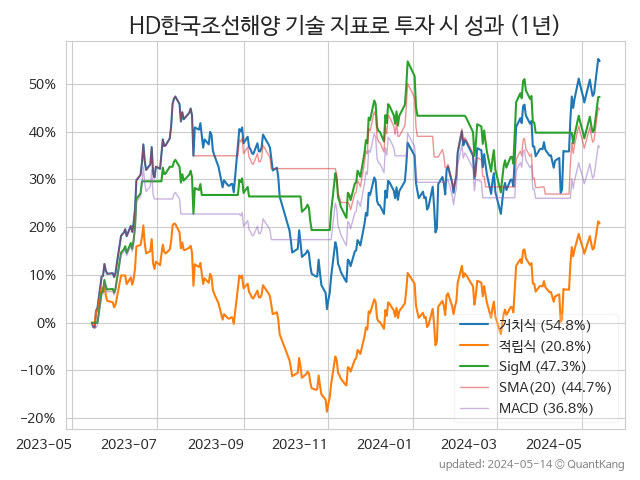 HD한국조선해양 기술 지표로 투자 시 성과 (1년)
50%
40%
30%
20%
10%
0%
−10%
−20%
거치식 (54.8%)
적립식 (20.8%)
SigM (47.3%)
SMA(20) (44.7%)
MACD (36.8%)
2023-05 2023-07 2023-09 2023-11 2024-01 2024-03 2024-05
updated: 2024-05-14 ⓒ QuantKang